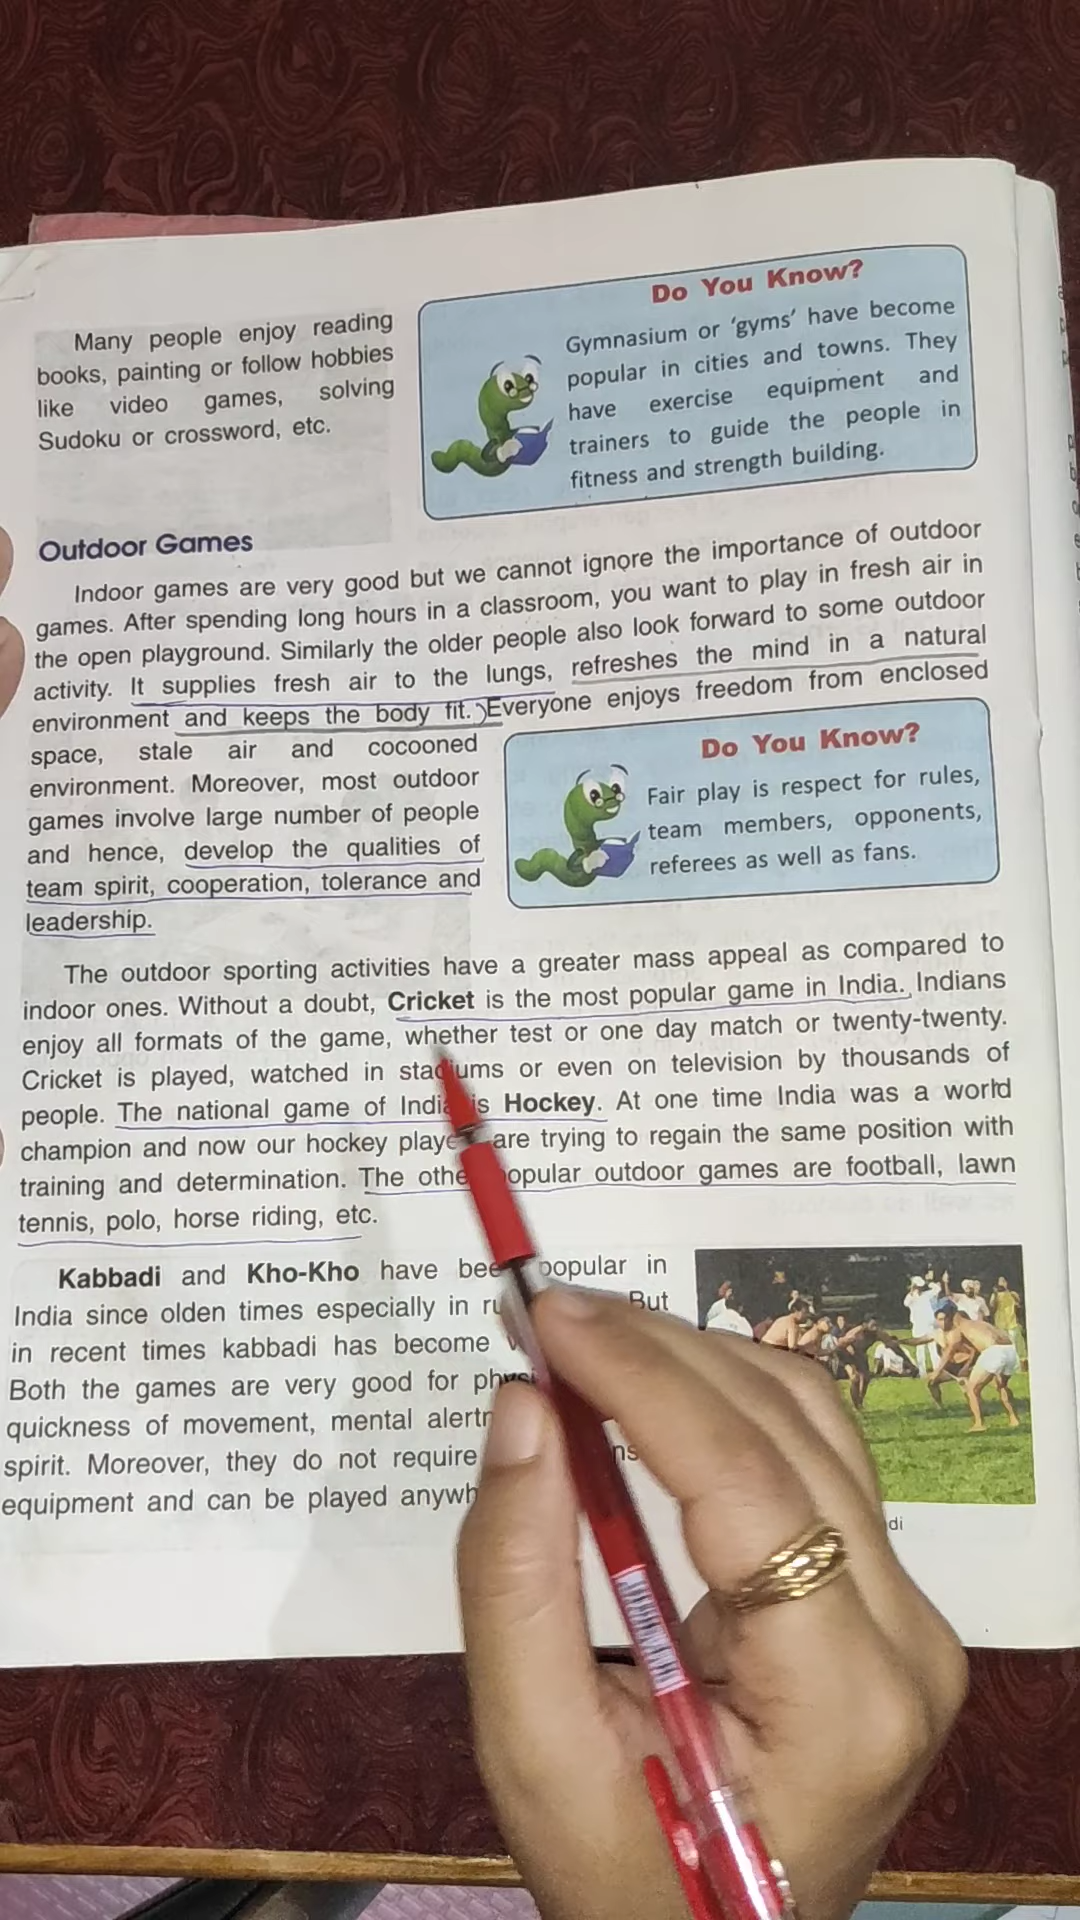 Many people enjoy reading
books, painting or follow hobbies
like video games, solving
Sudoku or crossword, etc.
Do You Know?
Gymnasium or 'gyms' have become
popular in cities and towns. They
have exercise equipment and
trainers to guide the people in
fitness and strength building.
Outdoor Games
Indoor games are very good but we cannot ignore the importance of outdoor
games. After spending long hours in a classroom, you want to play in fresh air in
the open playground. Similarly the older people also look forward to some outdoor
activity. It supplies fresh air to the lungs, refreshes the mind in a natural
environment and keeps the body fit. Everyone enjoys freedom from enclosed
space, stale air and cocooned
environment. Moreover, most outdoor
games involve large number of people
and hence, develop the qualities of
team spirit, cooperation, tolerance and
leadership.
Do You Know?
Fair play is respect for rules,
team members, opponents,
referees as well as fans.
The outdoor sporting activities have a greater mass appeal as compared to
indoor ones. Without a doubt, Cricket is the most popular game in India. Indians
enjoy all formats of the game, whether test or one day match or twenty-twenty.
Cricket is played, watched in stadiums or even on television by thousands of
people. The national game of India is Hockey. At one time India was a world
champion and now our hockey are trying to regain the same position with
training and determination. The popular outdoor games are football, lawn
tennis, polo, horse riding, etc.
Kabbadi and Kho-Kho have popular in
India since olden times especially in But
in recent times kabbadi has become
Both the games are very good for
quickness of movement, mental
spirit. Moreover, they do not require
equipment and can be played